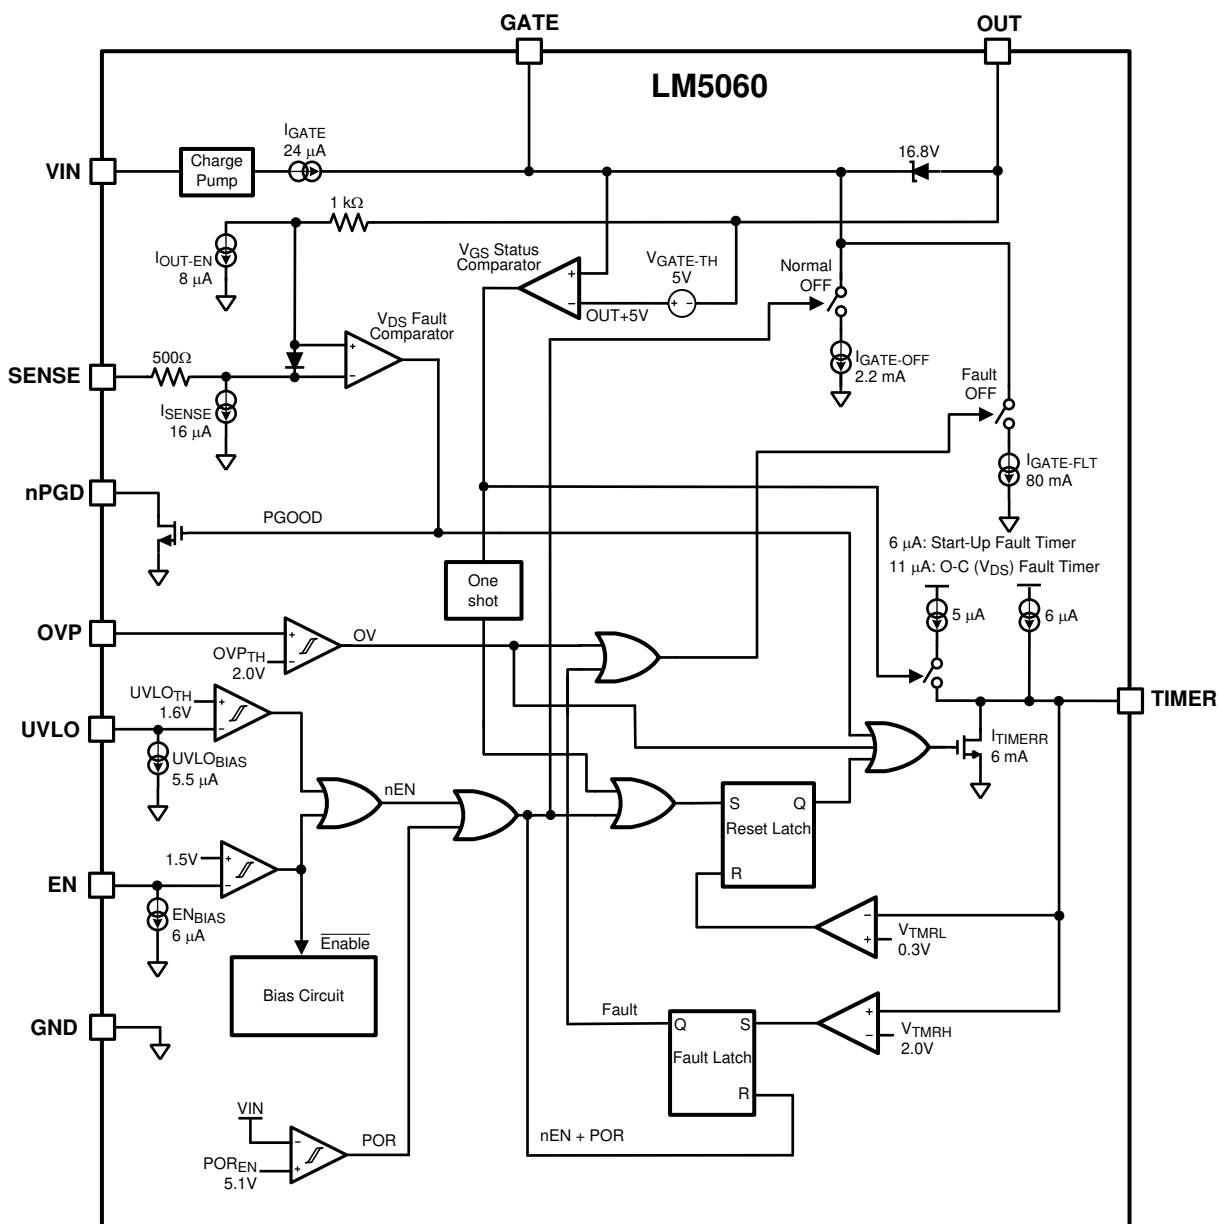 GATE
OUT
LM5060
VIN
Charge
Pump
IGATE
24 μA
16.8V
1 kΩ
IOUT-EN
8 μA
VGS Status
Comparator
+
−
OUT+5V
VGATE-TH
5V
+ −
Normal
OFF
IGATE-OFF
2.2 mA
Fault
OFF
IGATE-FLT
80 mA
VDS Fault
Comparator
+
−
SENSE
500Ω
ISENSE
16 μA
nPGD
PGOOD
6 μA: Start-Up Fault Timer
11 μA: O-C (VDS) Fault Timer
5 μA
6 μA
One
shot
OVP
+
−
OVPTH
2.0V
OV
UVLOTH
1.6V
+
−
UVLO
UVLOBIAS
5.5 μA
TIMER
ITIMERR
6 mA
nEN
S
Q
Reset Latch
R
1.5V
+
−
EN
ENBIAS
6 μA
Enable
Bias Circuit
−
+
VTMRL
0.3V
GND
Fault
Q
S
Fault Latch
R
+
−
VTMRH
2.0V
VIN
−
+
POREN
5.1V
POR
nEN + POR